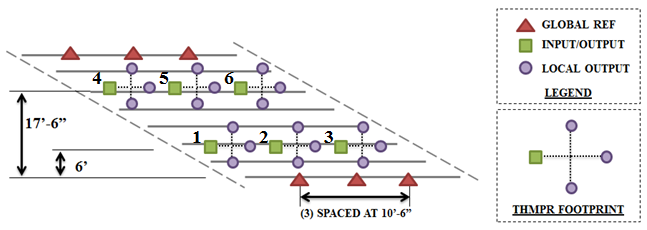 GLOBAL REF
INPUT/OUTPUT
LOCAL OUTPUT
LEGEND
4 5 6
17'-6”
1 2 3
6'
(3) SPACED AT 10'-6”
THMPR FOOTPRINT